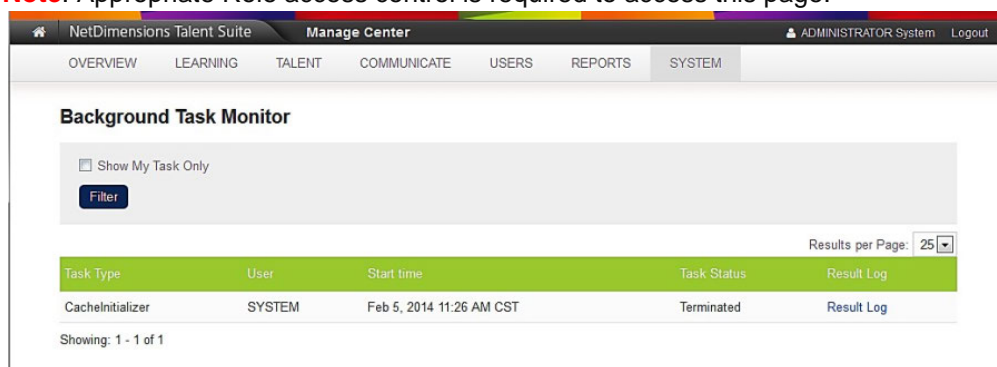 Note: Appropriate Role access control is required to access this page.
NetDimensions Talent Suite Manage Center ADMINISTRATOR System Logout
OVERVIEW LEARNING TALENT COMMUNICATE USERS REPORTS SYSTEM
Background Task Monitor
Show My Task Only
Filter
Results per Page: 25
Task Type User Start time Task Status Result Log
CacheInitializer SYSTEM Feb 5, 2014 11:26 AM CST Terminated Result Log
Showing: 1 - 1 of 1